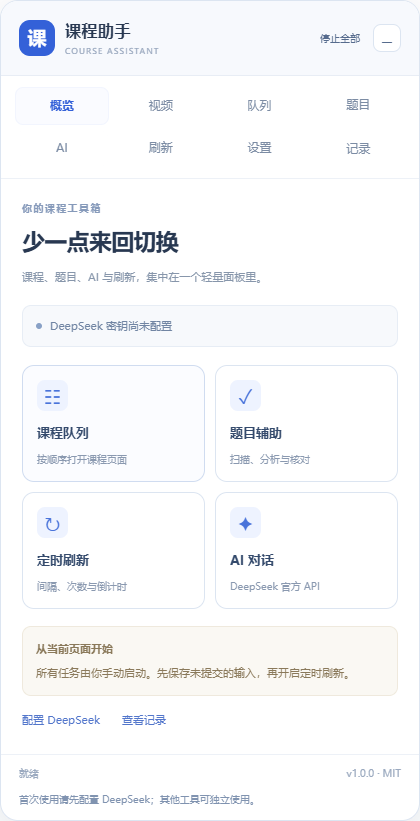 课 课程助手
COURSE ASSISTANT
停止全部 —
概览 视频 队列 题目
AI 刷新 设置 记录
你的课程工具箱
少一点来回切换
课程、题目、AI 与刷新，集中在一个轻量面板里。
DeepSeek 密钥尚未配置
课程队列
按顺序打开课程页面
题目辅助
扫描、分析与核对
定时刷新
间隔、次数与倒计时
AI 对话
DeepSeek 官方 API
从当前页面开始
所有任务由你手动启动。先保存未提交的输入，再开启定时刷新。
配置 DeepSeek 查看记录
就绪 v1.0.0 · MIT
首次使用请先配置 DeepSeek；其他工具可独立使用。